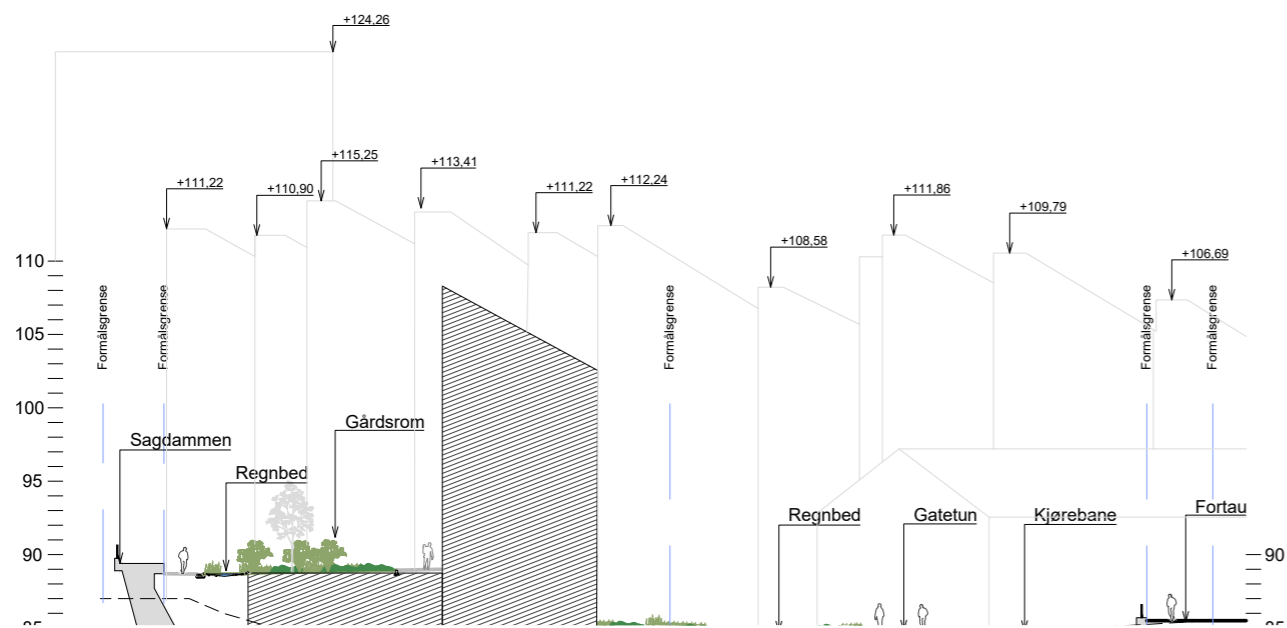 +124,26
+115,25
+113,41
+111,22
+110,90
+111,22
+112,24
+111,86
+109,79
+108,58
+106,69
110
105
100
95
90
85
Formålsgrense
Formålsgrense
Formålsgrense
Formålsgrense
Formålsgrense
Sagdammen
Regnbed
Gårdsrom
Regnbed
Gatetun
Kjørebane
Fortau
90
85